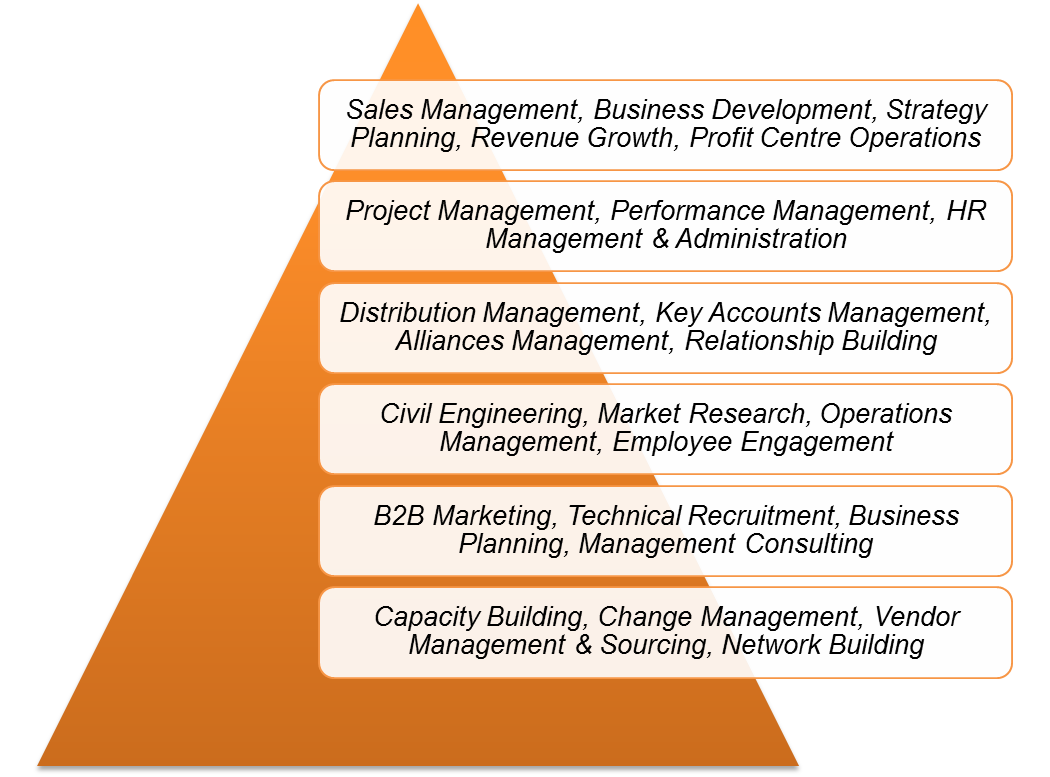 Sales Management, Business Development, Strategy
Planning, Revenue Growth, Profit Centre Operations
Project Management, Performance Management, HR
Management & Administration
Distribution Management, Key Accounts Management,
Alliances Management, Relationship Building
Civil Engineering, Market Research, Operations
Management, Employee Engagement
B2B Marketing, Technical Recruitment, Business
Planning, Management Consulting
Capacity Building, Change Management, Vendor
Management & Sourcing, Network Building